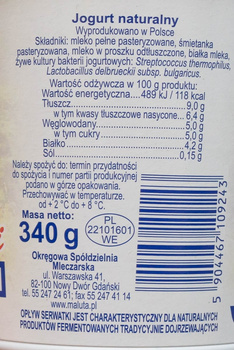 Jogurt naturalny
Wyprodukowano w Polsce
Składniki: mleko pełne pasteryzowane, śmietanka
pasteryzowana, mleko w proszku odtłuszczone, białka mleka,
żywe kultury bakterii jogurtowych: Streptococcus thermophilus,
Lactobacillus delbrueckii subsp. bulgaricus.
Wartość odżywcza w 100 g produktu:
Wartość energetyczna....489 kJ / 118 kcal
Tłuszcz...................................9,0 g
w tym kwasy tłuszczowe nasycone...6,4 g
Węglowodany.............................5,0 g
w tym cukry.............................5,0 g
Białko....................................4,2 g
Sól.......................................0,15 g
Należy spożyć do: termin przydatności
do spożycia i numer partii produkcyjnej
podano w górze opakowania.
Przechowywać w temperaturze.
od + 2 °C do + 8 °C.
Masa netto:
340 g
PL
22101601
WE
Okręgowa Spółdzielnia
Mleczarska
ul. Warszawska 41,
82-100 Nowy Dwór Gdański
tel. 55 247 24 61; fax 55 247 41 14
www.maluta.pl
5 904467 109243
OPŁYW SERWATKI JEST CHARAKTERYSTYCZNY DLA NATURALNYCH
PRODUKTÓW FERMENTOWANYCH TRADYCYJNIE DOJRZEWAJĄCYCH